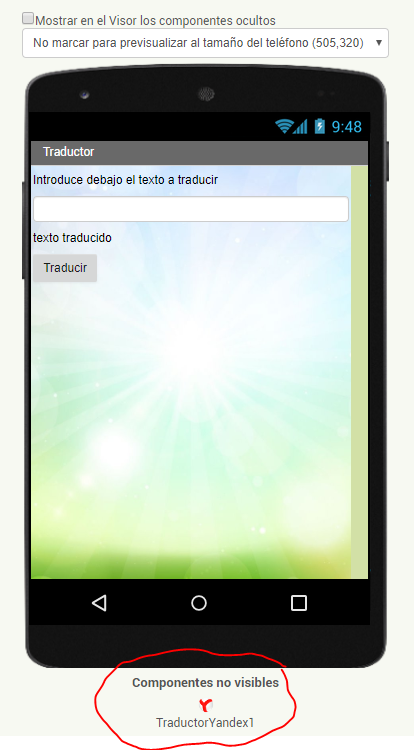 Mostrar en el Visor los componentes ocultos
No marcar para previsualizar al tamaño del teléfono (505,320)
9:48
Traductor
Introduce debajo el texto a traducir
texto traducido
Traducir
Componentes no visibles
TraductorYandex1